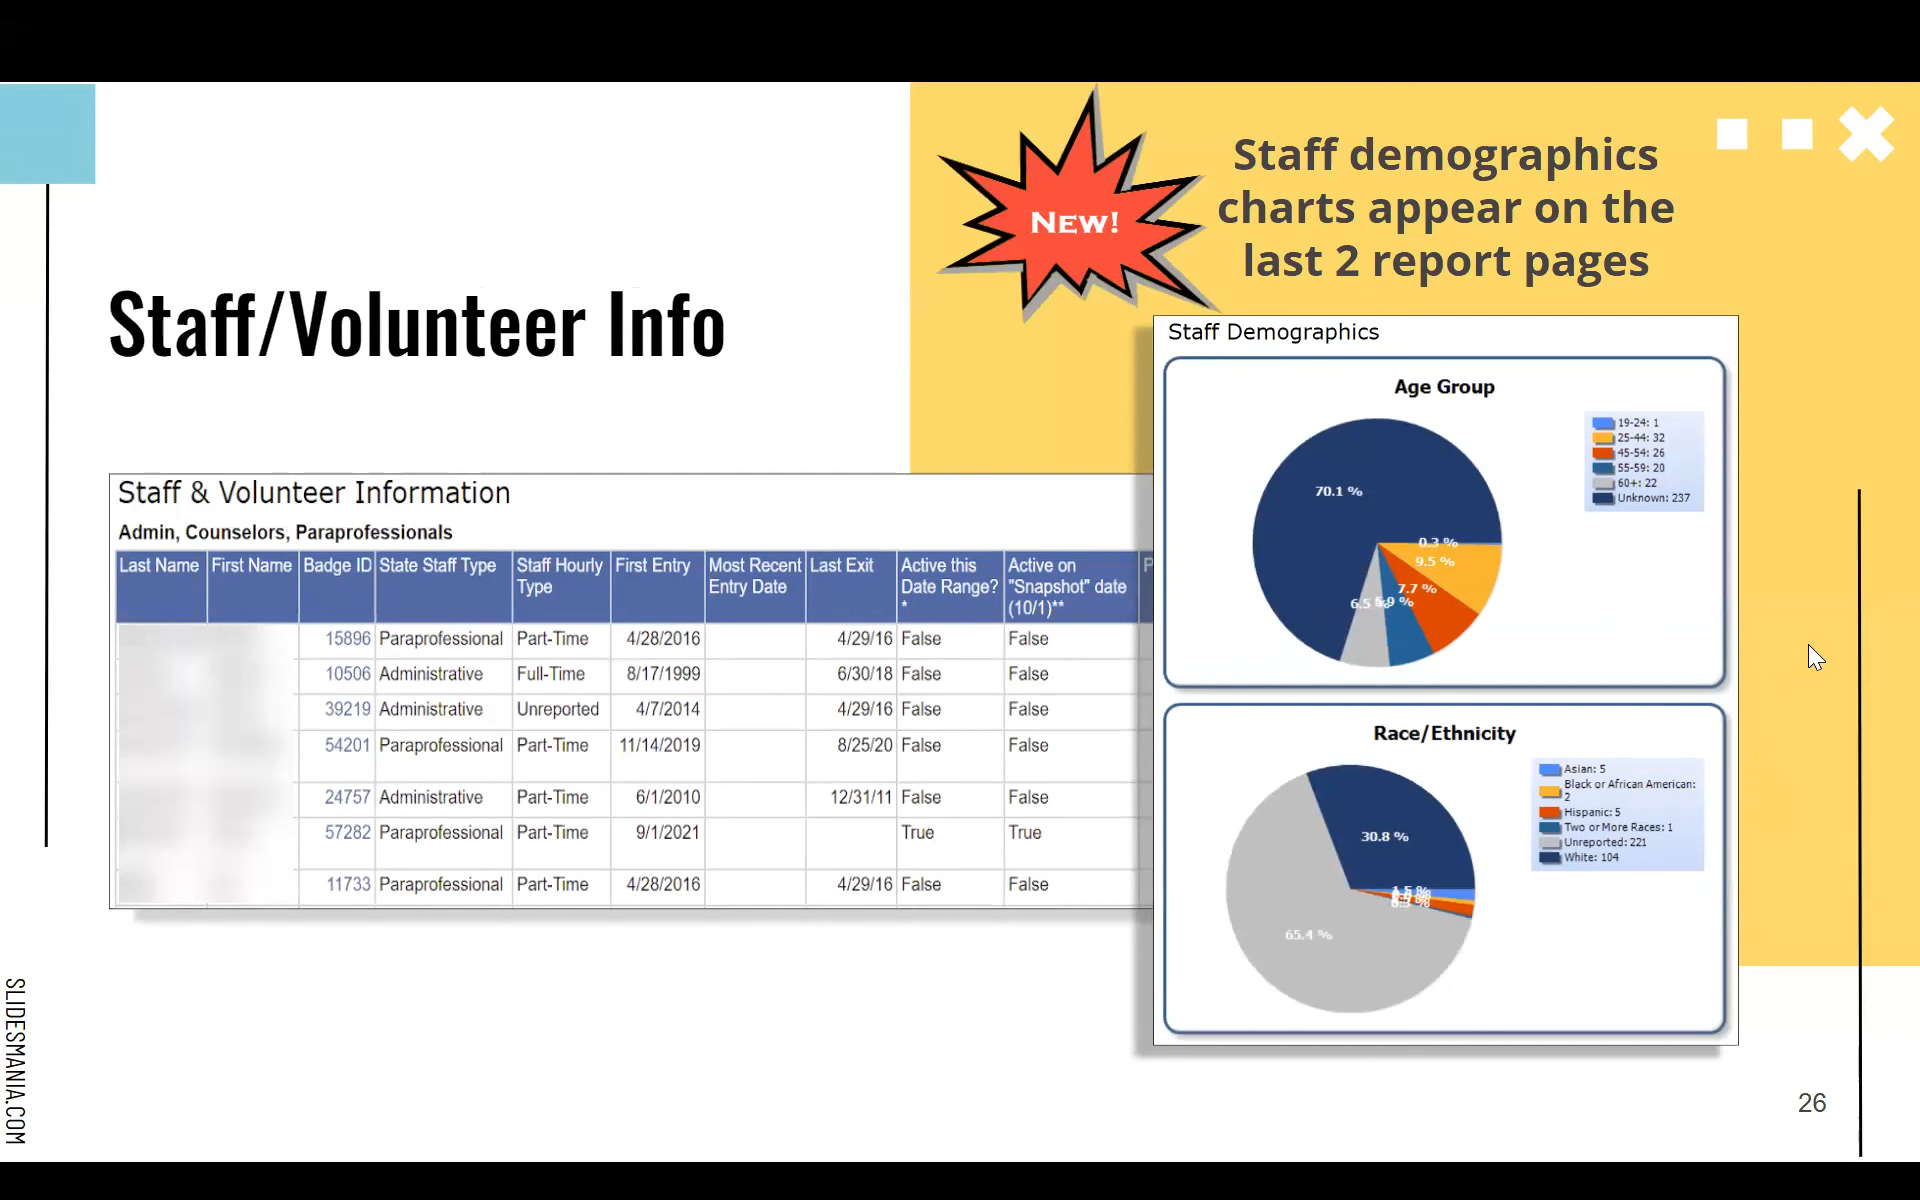 NEW!
Staff demographics
charts appear on the
last 2 report pages
Staff/Volunteer Info
Staff & Volunteer Information
Admin, Counselors, Paraprofessionals
Last Name First Name Badge ID State Staff Type Staff Hourly Type First Entry Most Recent Entry Date Last Exit Active this Date Range? * Active on "Snapshot" date (10/1)** P
15896 Paraprofessional Part-Time 4/28/2016 4/29/16 False False
10506 Administrative Full-Time 8/17/1999 6/30/18 False False
39219 Administrative Unreported 4/7/2014 4/29/16 False False
54201 Paraprofessional Part-Time 11/14/2019 8/25/20 False False
24757 Administrative Part-Time 6/1/2010 12/31/11 False False
57282 Paraprofessional Part-Time 9/1/2021 True True
11733 Paraprofessional Part-Time 4/28/2016 4/29/16 False False
Staff Demographics
Age Group
19-24: 1
25-44: 32
45-54: 26
55-59: 20
60+: 22
Unknown: 237
70.1 %
0.3 %
9.5 %
7.7 %
6.5 %
5.9 %
Race/Ethnicity
Asian: 5
Black or African American:
2
Hispanic: 5
Two or More Races: 1
Unreported: 221
White: 104
30.8 %
1.5 %
65.4 %
SLIDESMANIA.COM
26